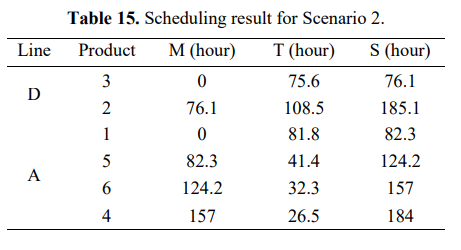 Table 15. Scheduling result for Scenario 2.
Line Product M (hour) T (hour) S (hour)
D
3 0 75.6 76.1
2 76.1 108.5 185.1
A
1 0 81.8 82.3
5 82.3 41.4 124.2
6 124.2 32.3 157
4 157 26.5 184